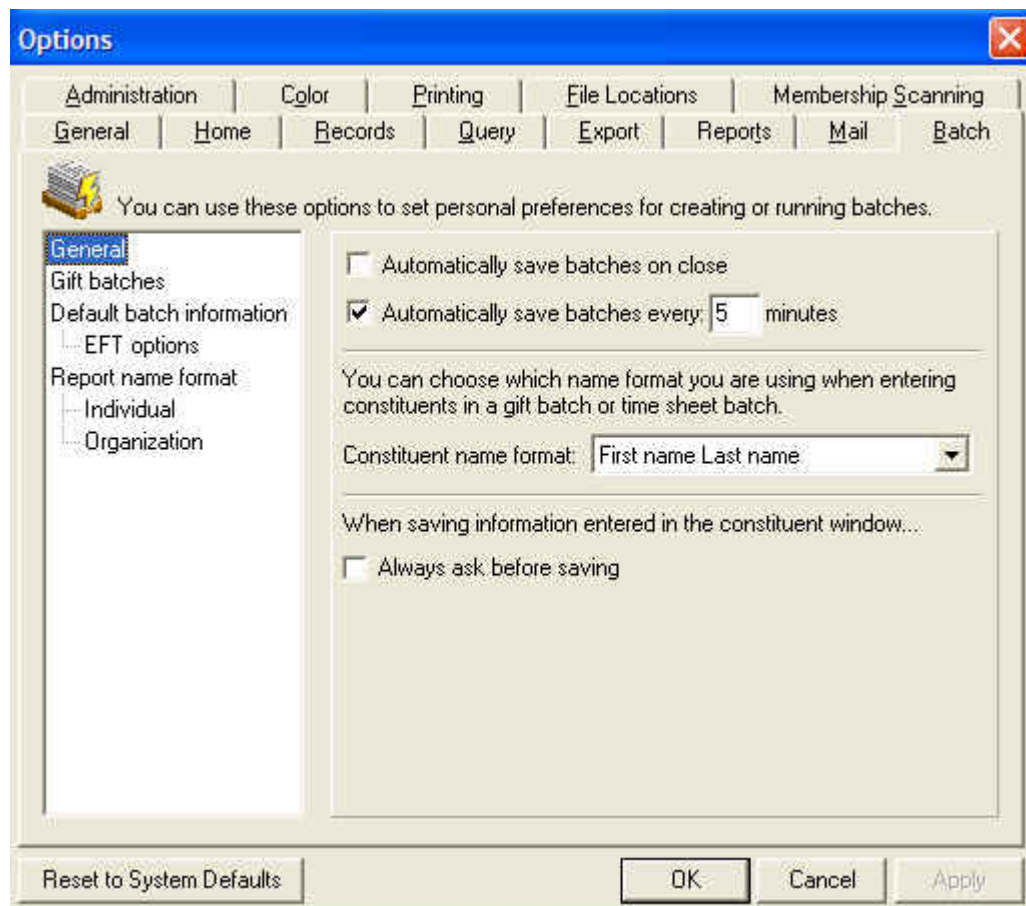 Options
Administration Color Printing File Locations Membership Scanning
General Home Records Query Export Reports Mail Batch
You can use these options to set personal preferences for creating or running batches.
General
Gift batches
Default batch information
EFT options
Report name format
Individual
Organization
Automatically save batches on close
Automatically save batches every: 5 minutes
You can choose which name format you are using when entering
constituents in a gift batch or time sheet batch.
Constituent name format: First name Last name
When saving information entered in the constituent window...
Always ask before saving
Reset to System Defaults OK Cancel Apply